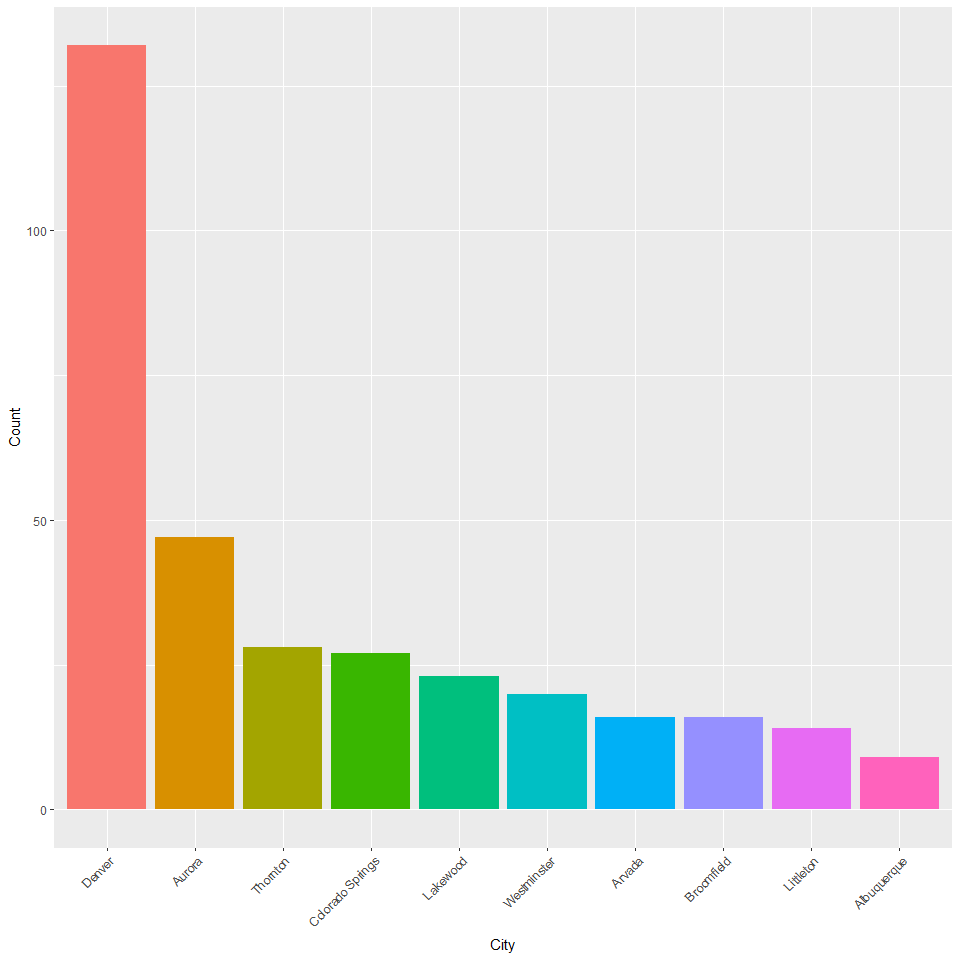 100
50
0
Count
Denver
Aurora
Thornton
Colorado Springs
Lakewood
Westminster
Arvada
Broomfield
Littleton
Albuquerque
City